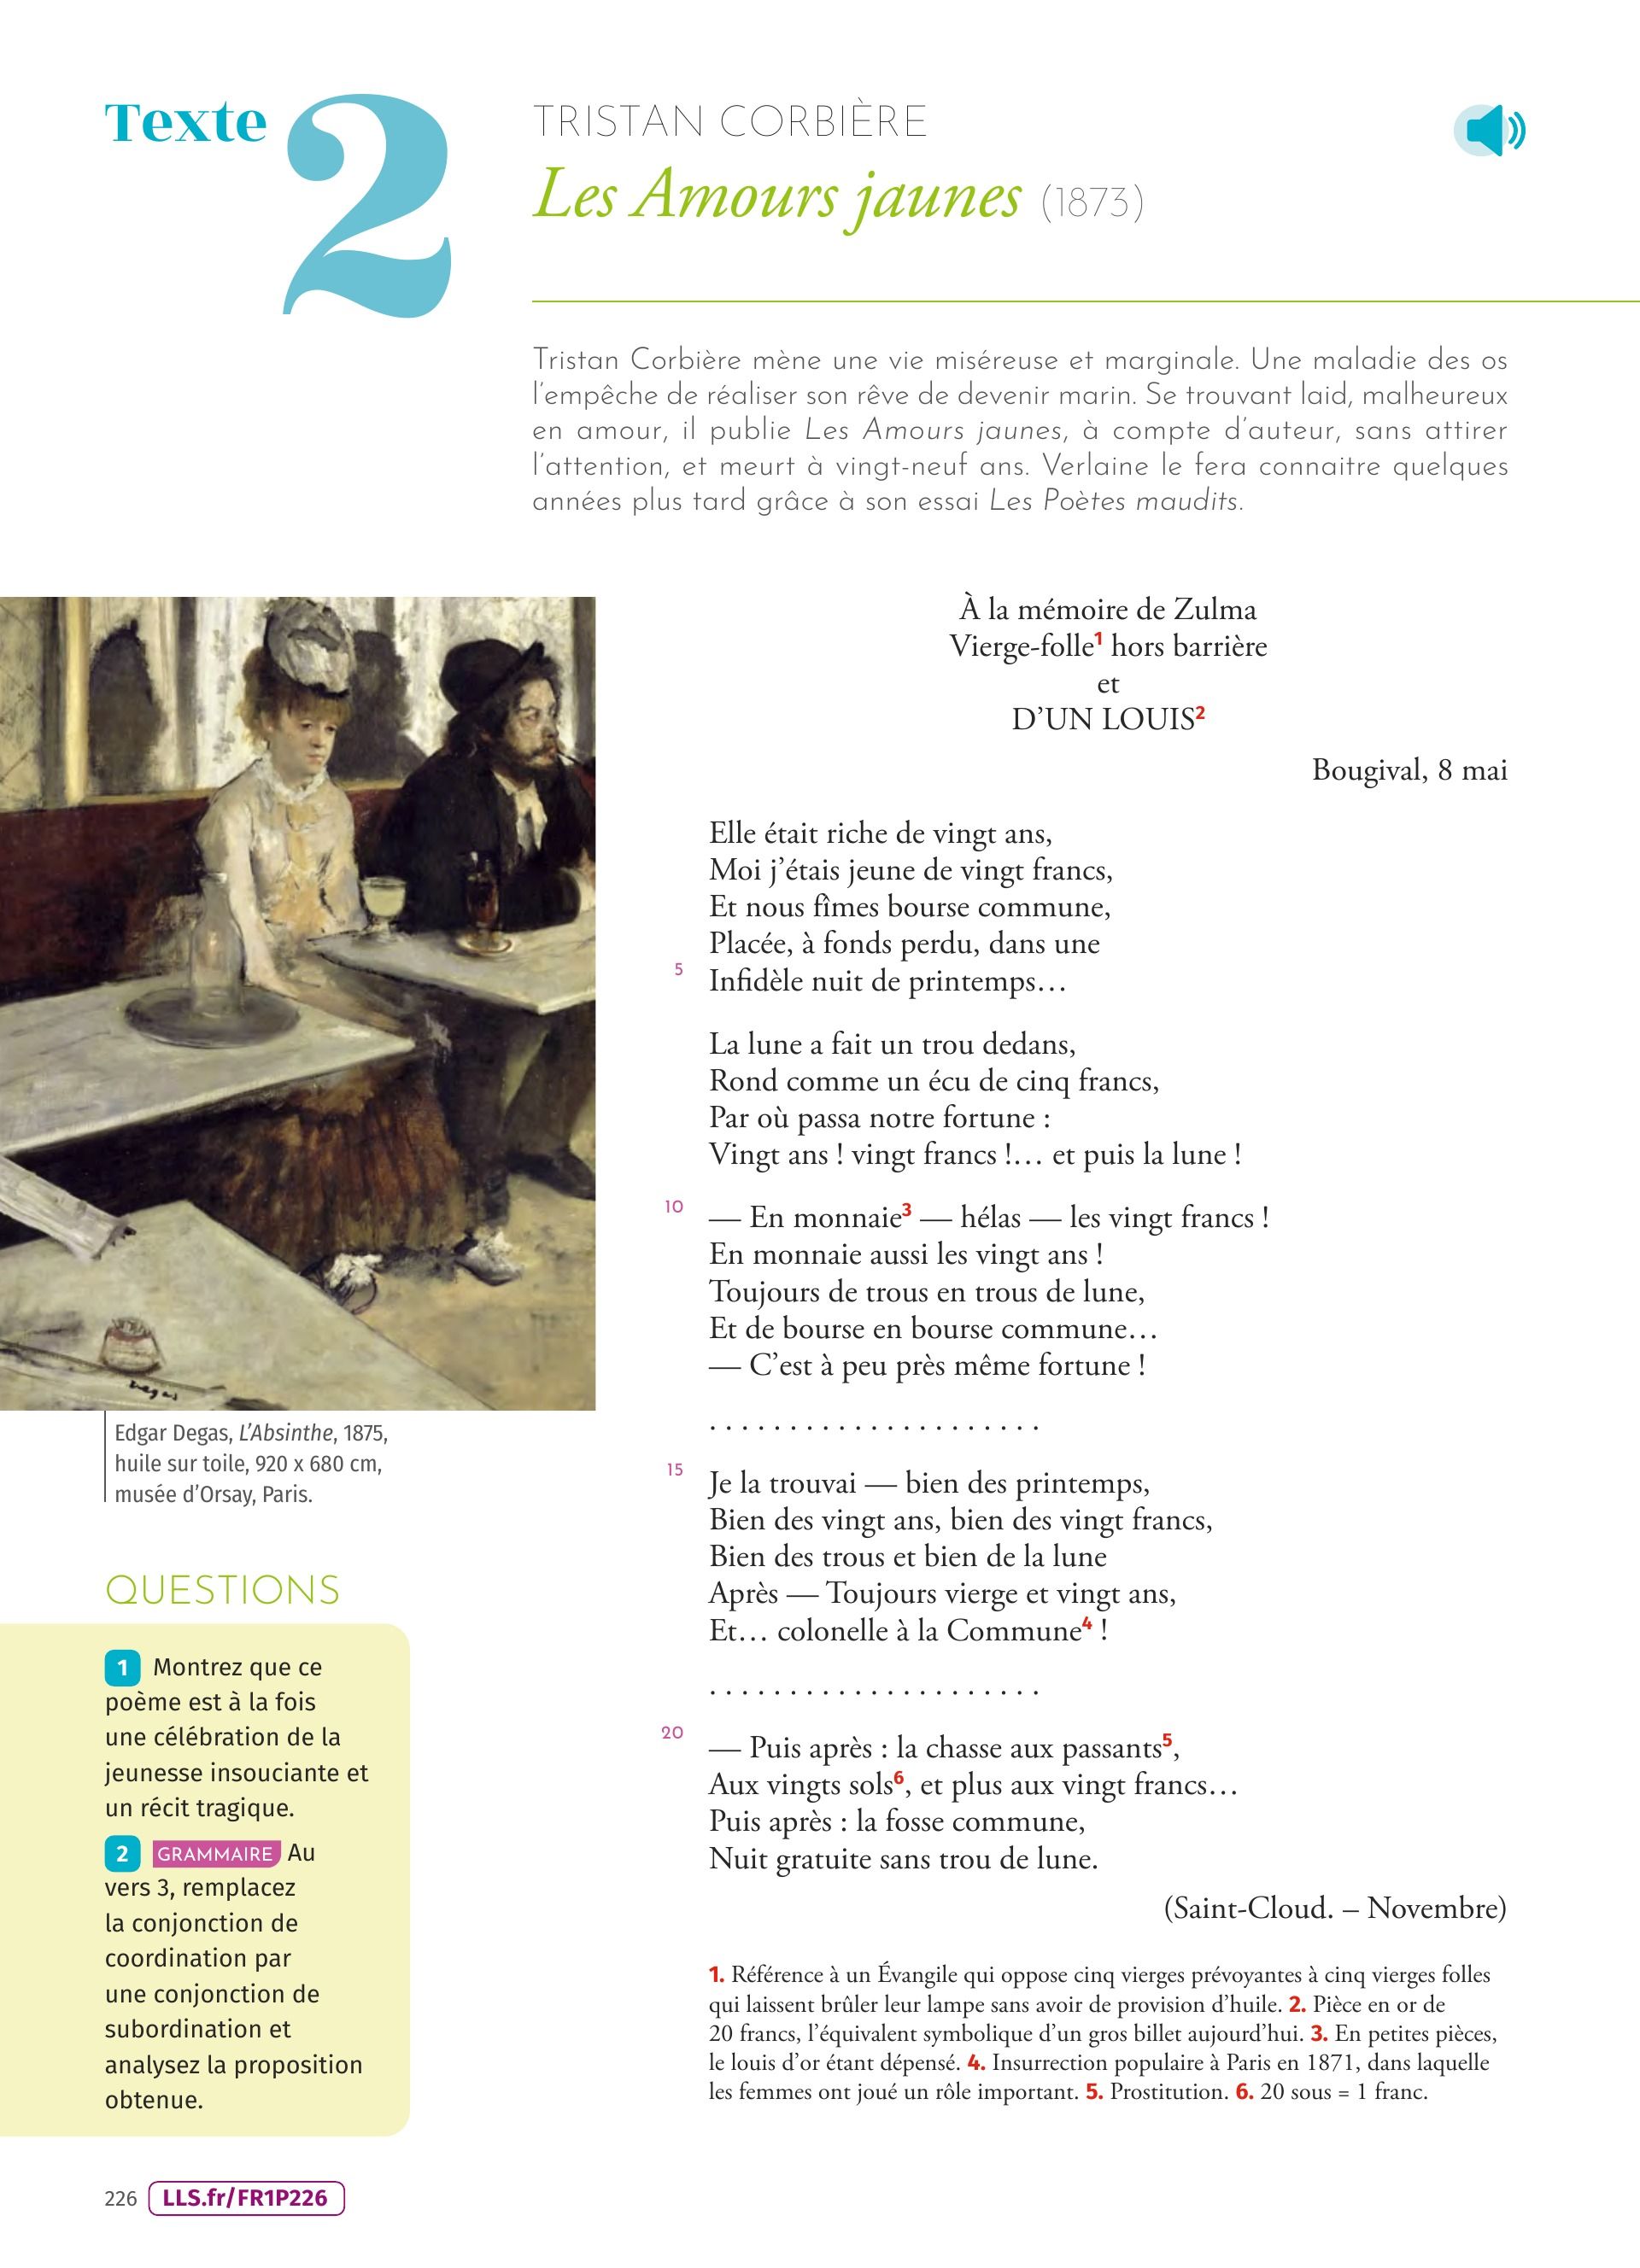 Texte 2
TRISTAN CORBIÈRE
Les Amours jaunes (1873)
Tristan Corbière mène une vie miséreuse et marginale. Une maladie des os
l'empêche de réaliser son rêve de devenir marin. Se trouvant laid, malheureux
en amour, il publie Les Amours jaunes, à compte d'auteur, sans attirer
l'attention, et meurt à vingt-neuf ans. Verlaine le fera connaitre quelques
années plus tard grâce à son essai Les Poètes maudits.
À la mémoire de Zulma
Vierge-folle1 hors barrière
et
D'UN LOUIS2
Bougival, 8 mai
Elle était riche de vingt ans,
Moi j'étais jeune de vingt francs,
Et nous fîmes bourse commune,
Placée, à fonds perdu, dans une
5 Infidèle nuit de printemps…
La lune a fait un trou dedans,
Rond comme un écu de cinq francs,
Par où passa notre fortune :
Vingt ans ! vingt francs !… et puis la lune !
10 — En monnaie3 — hélas — les vingt francs !
En monnaie aussi les vingt ans !
Toujours de trous en trous de lune,
Et de bourse en bourse commune…
— C'est à peu près même fortune !
. . . . . . . . . . . . . . . . . . . . .
15 Je la trouvai — bien des printemps,
Bien des vingt ans, bien des vingt francs,
Bien des trous et bien de la lune
Après — Toujours vierge et vingt ans,
Et… colonelle à la Commune4 !
. . . . . . . . . . . . . . . . . . . . .
20 — Puis après : la chasse aux passants5,
Aux vingts sols6, et plus aux vingt francs…
Puis après : la fosse commune,
Nuit gratuite sans trou de lune.
(Saint-Cloud. – Novembre)
1. Référence à un Évangile qui oppose cinq vierges prévoyantes à cinq vierges folles
qui laissent brûler leur lampe sans avoir de provision d'huile. 2. Pièce en or de
20 francs, l'équivalent symbolique d'un gros billet aujourd'hui. 3. En petites pièces,
le louis d'or étant dépensé. 4. Insurrection populaire à Paris en 1871, dans laquelle
les femmes ont joué un rôle important. 5. Prostitution. 6. 20 sous = 1 franc.
Degas
Edgar Degas, L'Absinthe, 1875,
huile sur toile, 920 x 680 cm,
musée d'Orsay, Paris.
QUESTIONS
1 Montrez que ce
poème est à la fois
une célébration de la
jeunesse insouciante et
un récit tragique.
2 GRAMMAIRE Au
vers 3, remplacez
la conjonction de
coordination par
une conjonction de
subordination et
analysez la proposition
obtenue.
226 LLS.fr/FR1P226